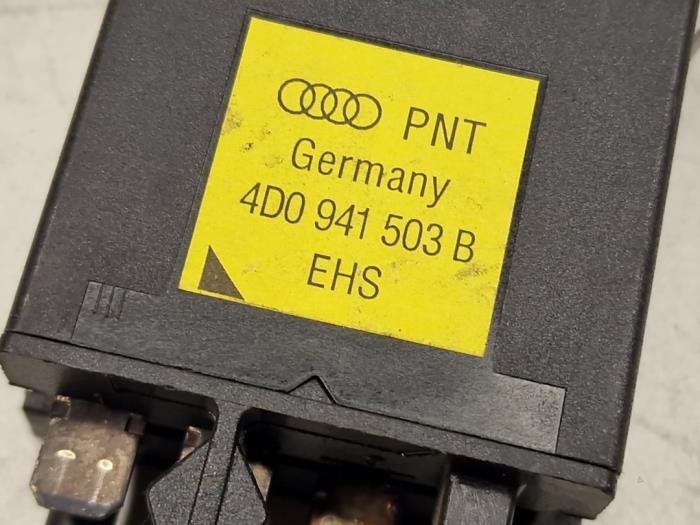 PNT
Germany
4D0 941 503 B
EHS